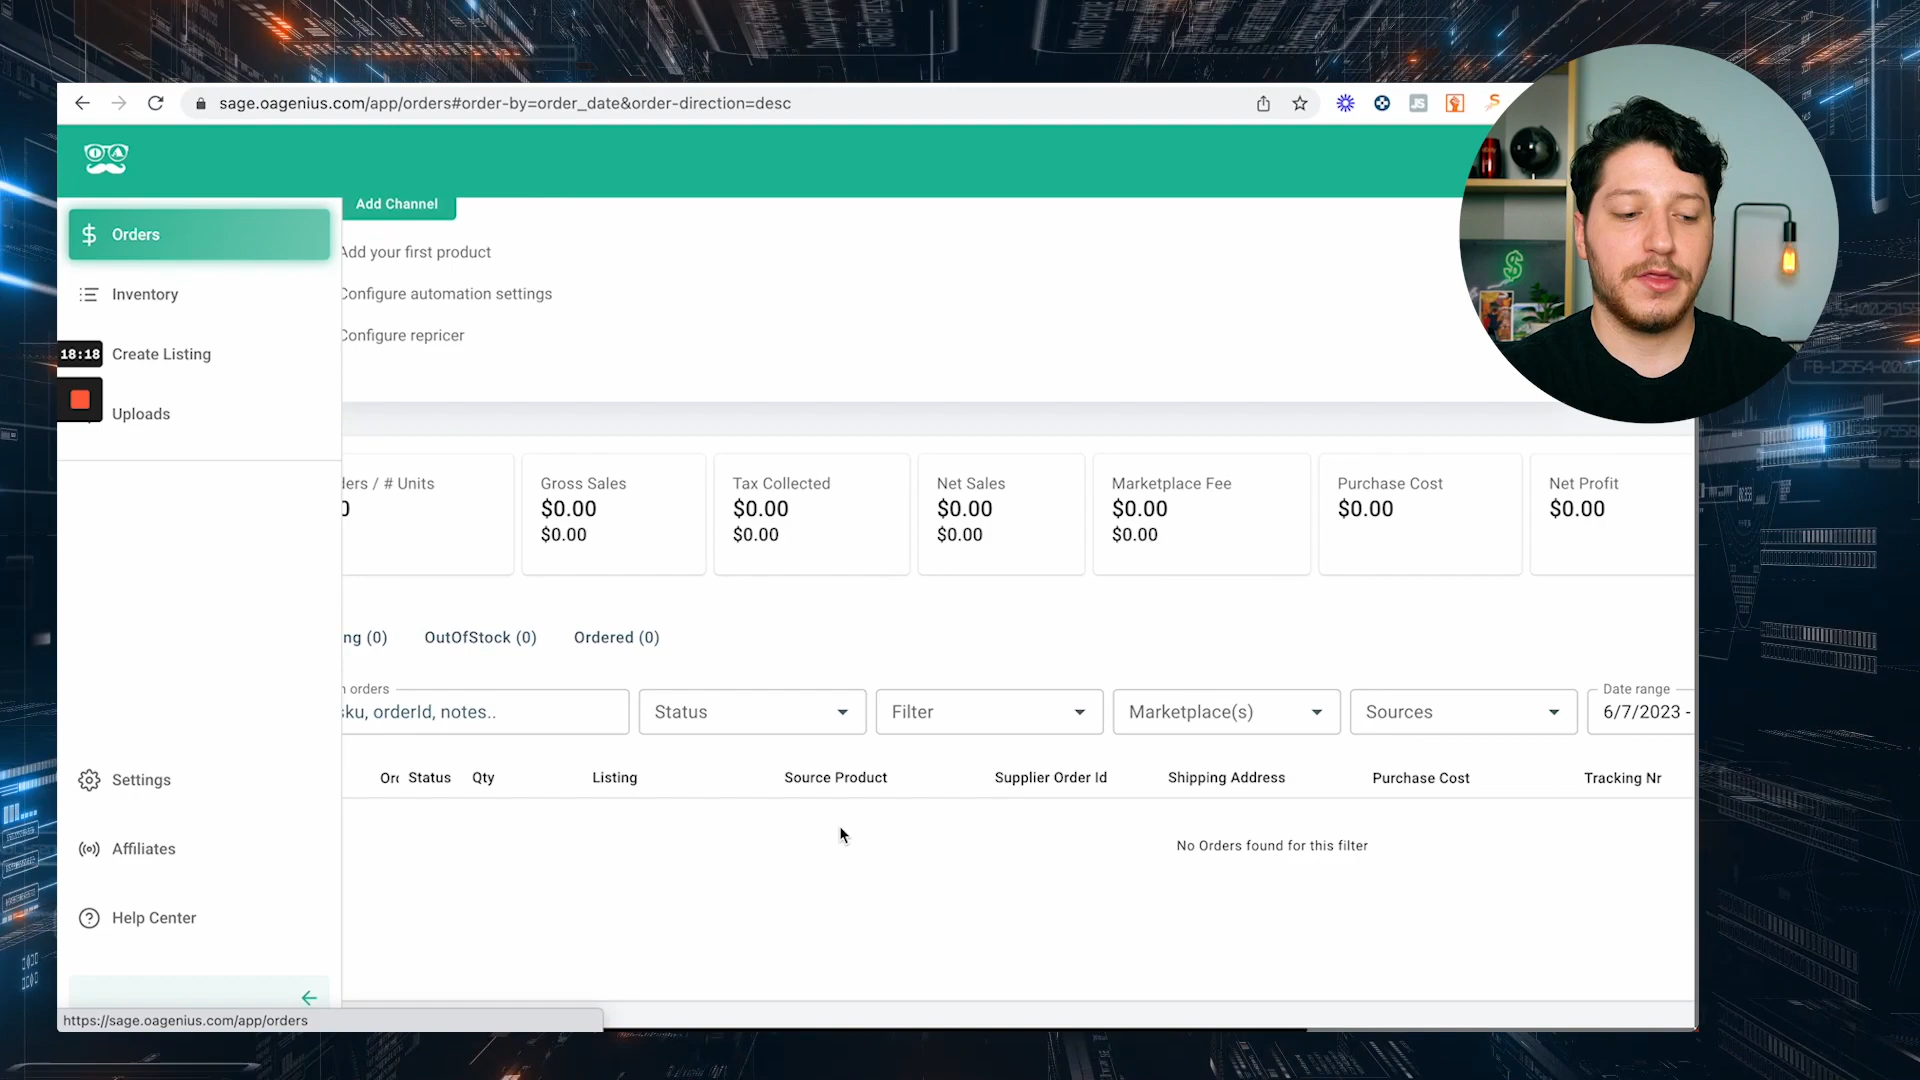 sage.oagenius.com/app/orders#order-by=order_date&order-direction=desc
JS
OA
Orders
Inventory
18:18
Create Listing
Uploads
Settings
Affiliates
Help Center
https://sage.oagenius.com/app/orders
Add Channel
Add your first product
Configure automation settings
Configure repricer
ders / # Units
0
Gross Sales
$0.00
$0.00
Tax Collected
$0.00
$0.00
Net Sales
$0.00
$0.00
Marketplace Fee
$0.00
$0.00
Purchase Cost
$0.00
Net Profit
$0.00
ng (0) OutOfStock (0) Ordered (0)
h orders
sku, orderId, notes..
Status
Filter
Marketplace(s)
Sources
Date range
6/7/2023 -
Orc Status Qty Listing Source Product Supplier Order Id Shipping Address Purchase Cost Tracking Nr
No Orders found for this filter